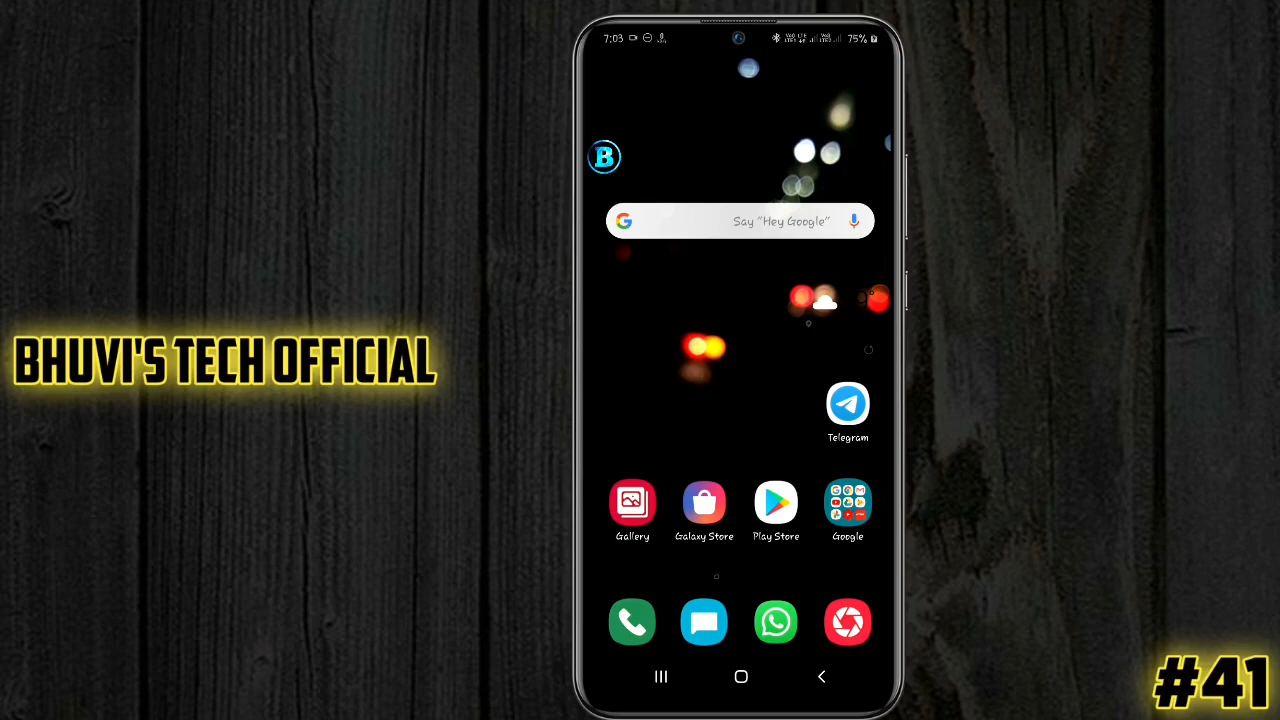 7:03
75%
B
Say "Hey Google"
Telegram
Gallery
Galaxy Store
Play Store
Google
BHUVI'S TECH OFFICIAL
#41